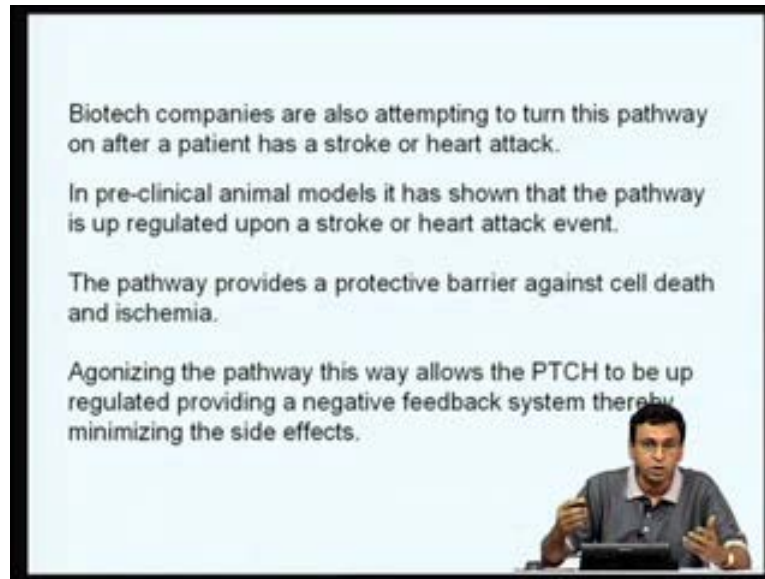 Biotech companies are also attempting to turn this pathway
on after a patient has a stroke or heart attack.
In pre-clinical animal models it has shown that the pathway
is up regulated upon a stroke or heart attack event.
The pathway provides a protective barrier against cell death
and ischemia.
Agonizing the pathway this way allows the PTCH to be up
regulated providing a negative feedback system thereby
minimizing the side effects.